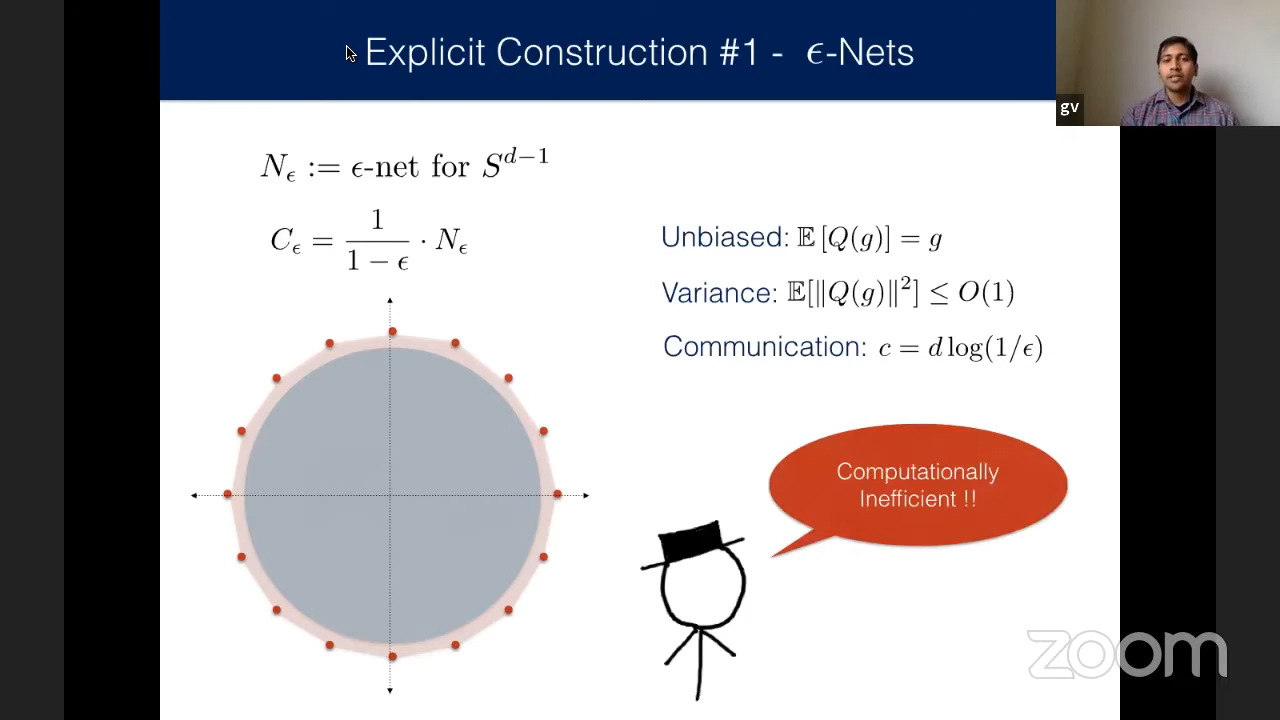 Explicit Construction #1 - ϵ-Nets
gv
N_ϵ := ϵ-net for S^{d−1}
C_ϵ = \frac{1}{1 − ϵ} · N_ϵ
Unbiased: 𝔼 [Q(g)] = g
Variance: 𝔼[‖Q(g)‖²] ≤ O(1)
Communication: c = d log(1/ϵ)
Computationally
Inefficient !!
zoom